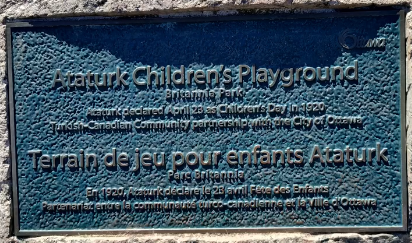 Ataturk Children's Playground
Britannia Park
Ataturk declared April 23 as Children's Day in 1920
Turkish-Canadian Community partnership with the City of Ottawa
Terrain de jeu pour enfants Ataturk
Parc Britannia
En 1920, Ataturk déclare le 23 avril Fête des Enfants
Partenariat entre la communauté turco-canadienne et la Ville d'Ottawa